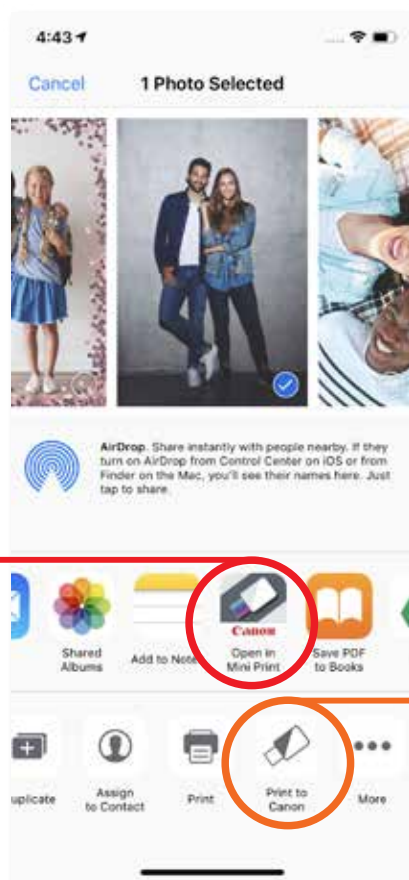 4:43
Cancel
1 Photo Selected
AirDrop. Share instantly with people nearby. If they
turn on AirDrop from Control Center on iOS or from
Finder on the Mac, you'll see their names here. Just
tap to share.
Canon
Shared
Albums
Add to Note
Open in
Mini Print
Save PDF
to Books
uplicate
Assign
to Contact
Print
Print to
Canon
More